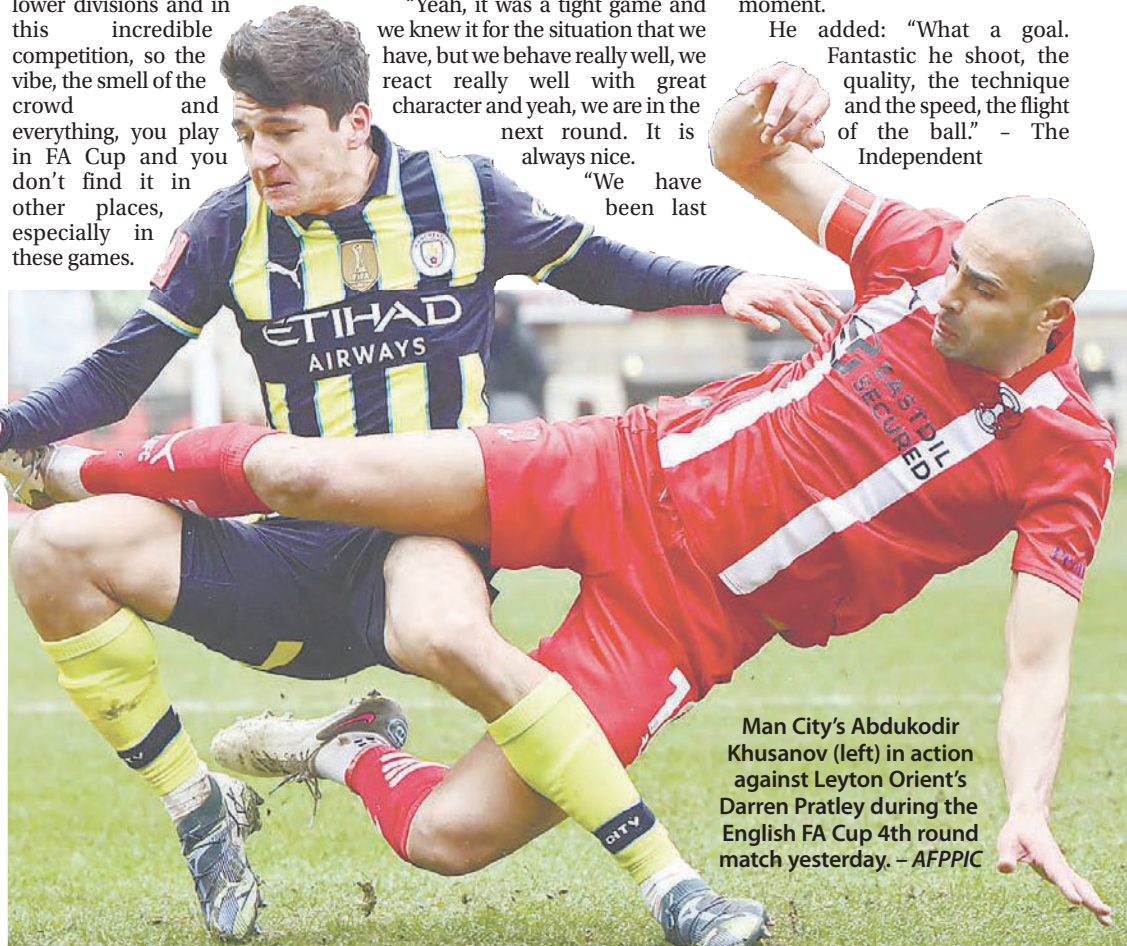 lower divisions and in
this incredible
competition, so the
vibe, the smell of the
crowd and
everything, you play
in FA Cup and you
don’t find it in
other places,
especially in
these games.
“Yeah, it was a tight game and
we knew it for the situation that we
have, but we behave really well, we
react really well with great
character and yeah, we are in the
next round. It is
always nice.
“We have
been last
moment.
He added: “What a goal.
Fantastic he shoot, the
quality, the technique
and the speed, the flight
of the ball.” – The
Independent
ETIHAD
AIRWAYS
EASTDIL
SECURED
CITY
Man City’s Abdukodir
Khusanov (left) in action
against Leyton Orient’s
Darren Pratley during the
English FA Cup 4th round
match yesterday. – AFPPIC